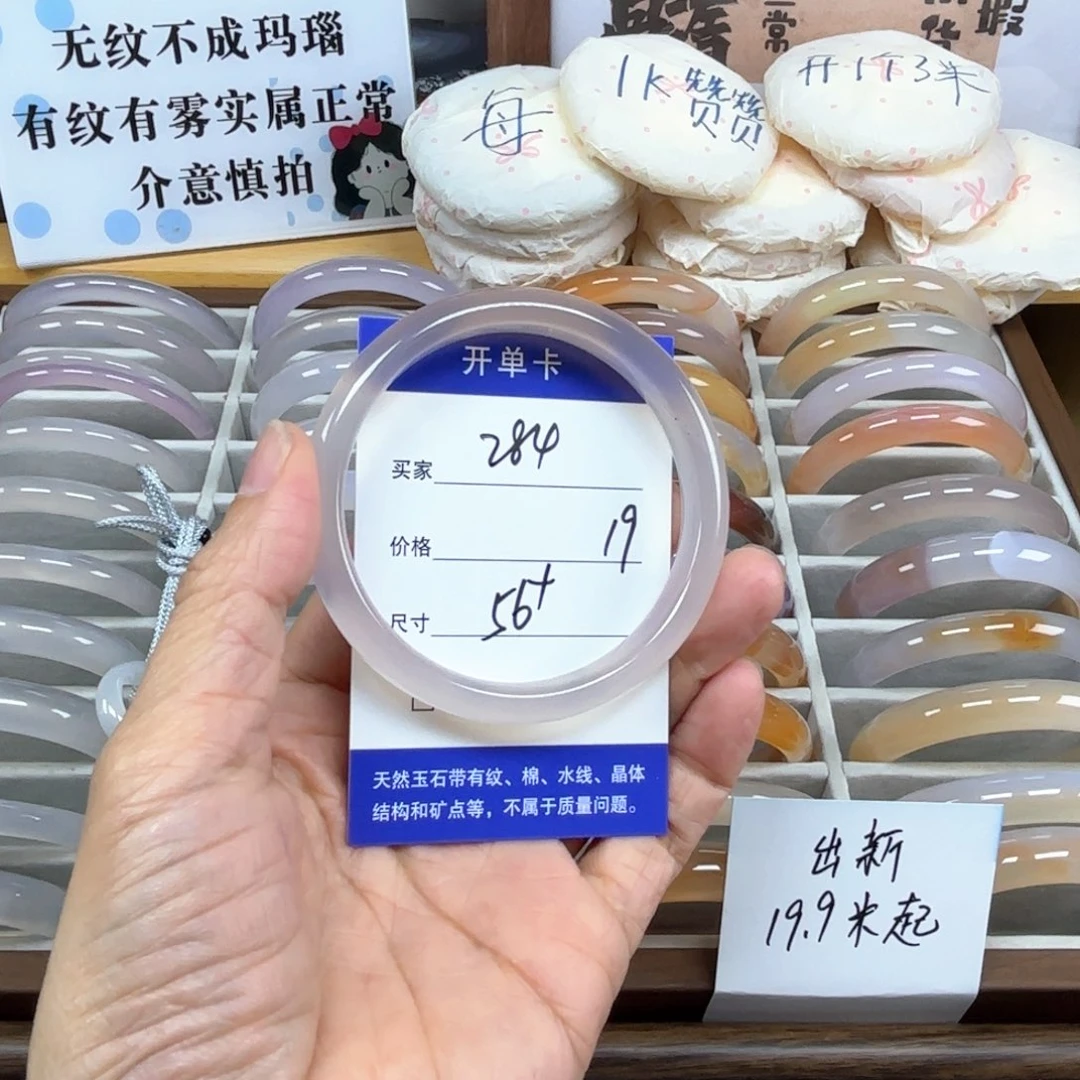 无纹不成玛瑙
有纹有雾实属正常
介意慎拍
每
1K赞赞
开1个3米
常
货
暇
开单卡
买家 284
价格 19
尺寸 56+
天然玉石带有纹、棉、水线、晶体
结构和矿点等，不属于质量问题。
出新
19.9米起